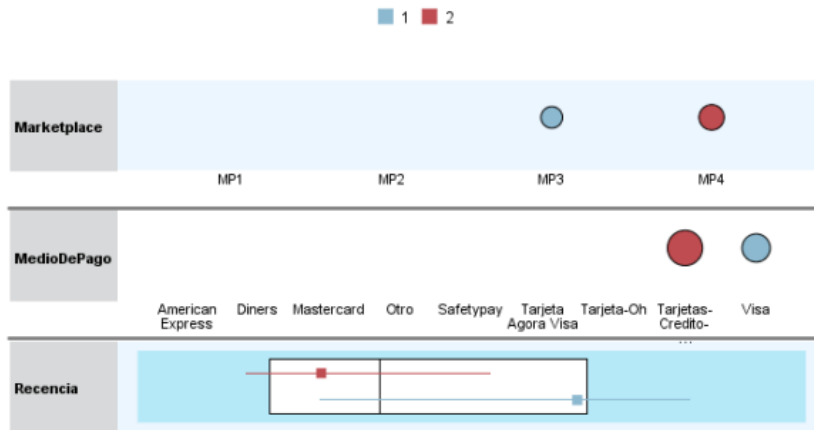 1 2
Marketplace
MP1 MP2 MP3 MP4
MedioDePago
American Express Diners Mastercard Otro Safetypay Tarjeta Agora Visa Tarjeta-Oh Tarjetas-Credito-... Visa
Recencia